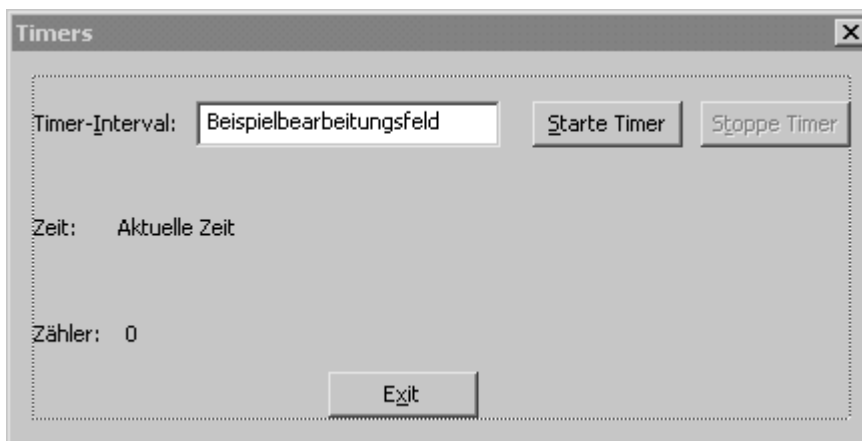 Timers
Timer-Interval: Beispielbearbeitungsfeld Starte Timer Stoppe Timer
Zeit: Aktuelle Zeit
Zähler: 0
Exit